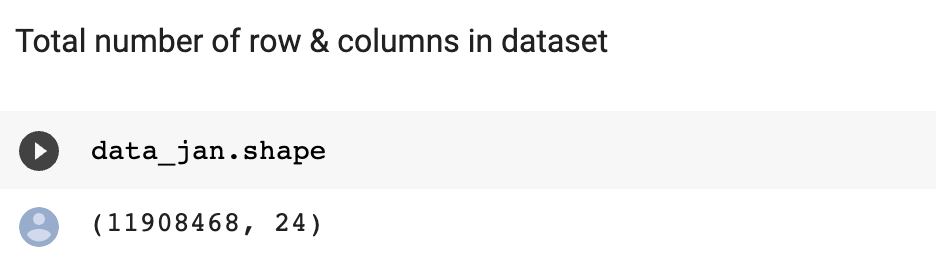 Total number of row & columns in dataset
data_jan.shape
(11908468, 24)